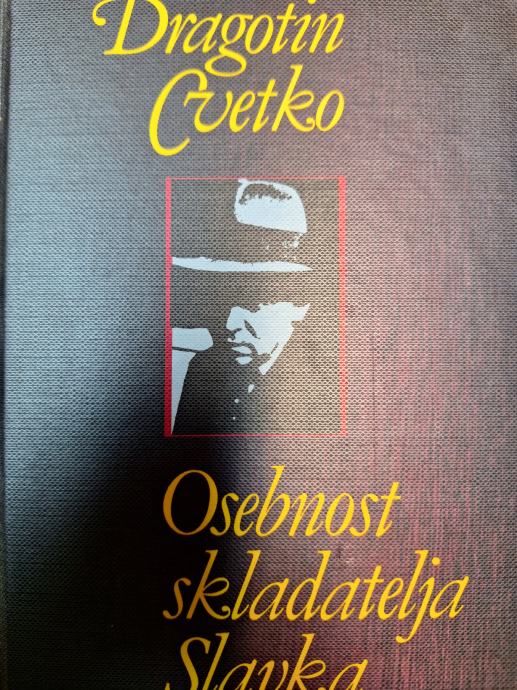 Dragotin
Cvetko
Osebnost
skladatelja
Slavka